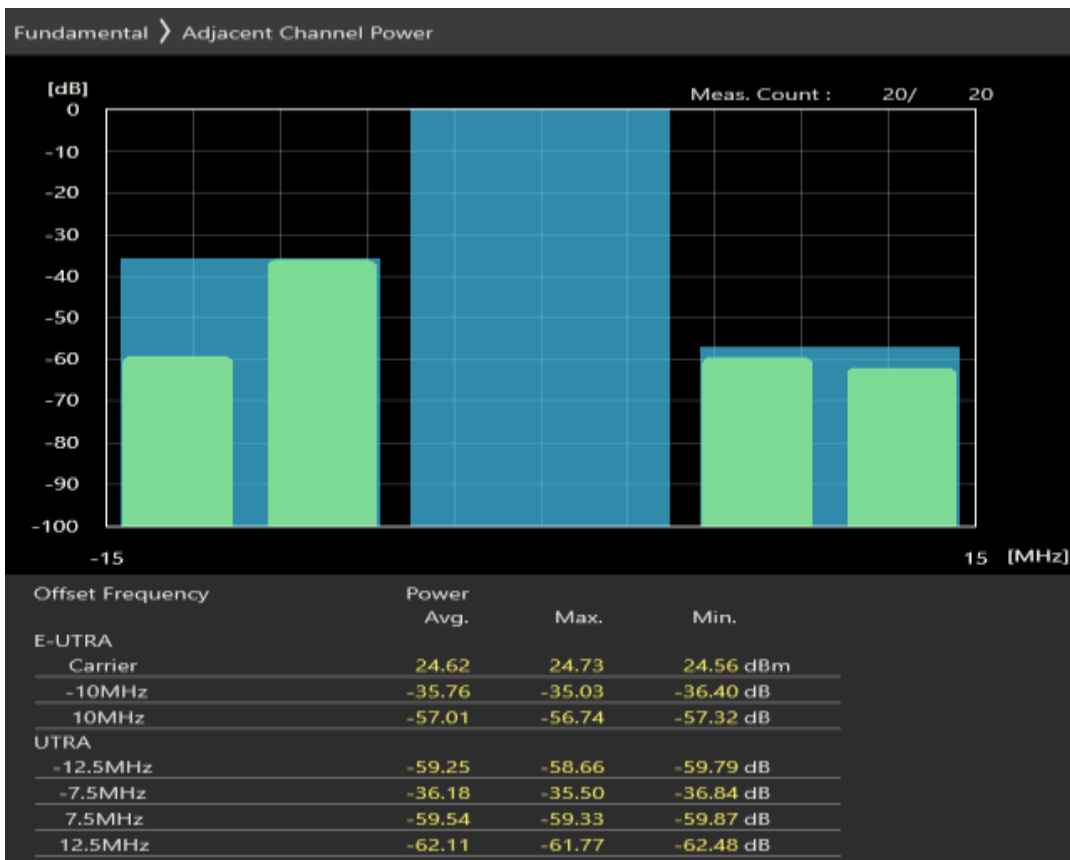 Fundamental 〉 Adjacent Channel Power
[dB]
Meas. Count : 20/ 20
0
-10
-20
-30
-40
-50
-60
-70
-80
-90
-100
-15 15 [MHz]
Offset Frequency Power
Avg. Max. Min.
E-UTRA
Carrier 24.62 24.73 24.56 dBm
-10MHz -35.76 -35.03 -36.40 dB
10MHz -57.01 -56.74 -57.32 dB
UTRA
-12.5MHz -59.25 -58.66 -59.79 dB
-7.5MHz -36.18 -35.50 -36.84 dB
7.5MHz -59.54 -59.33 -59.87 dB
12.5MHz -62.11 -61.77 -62.48 dB